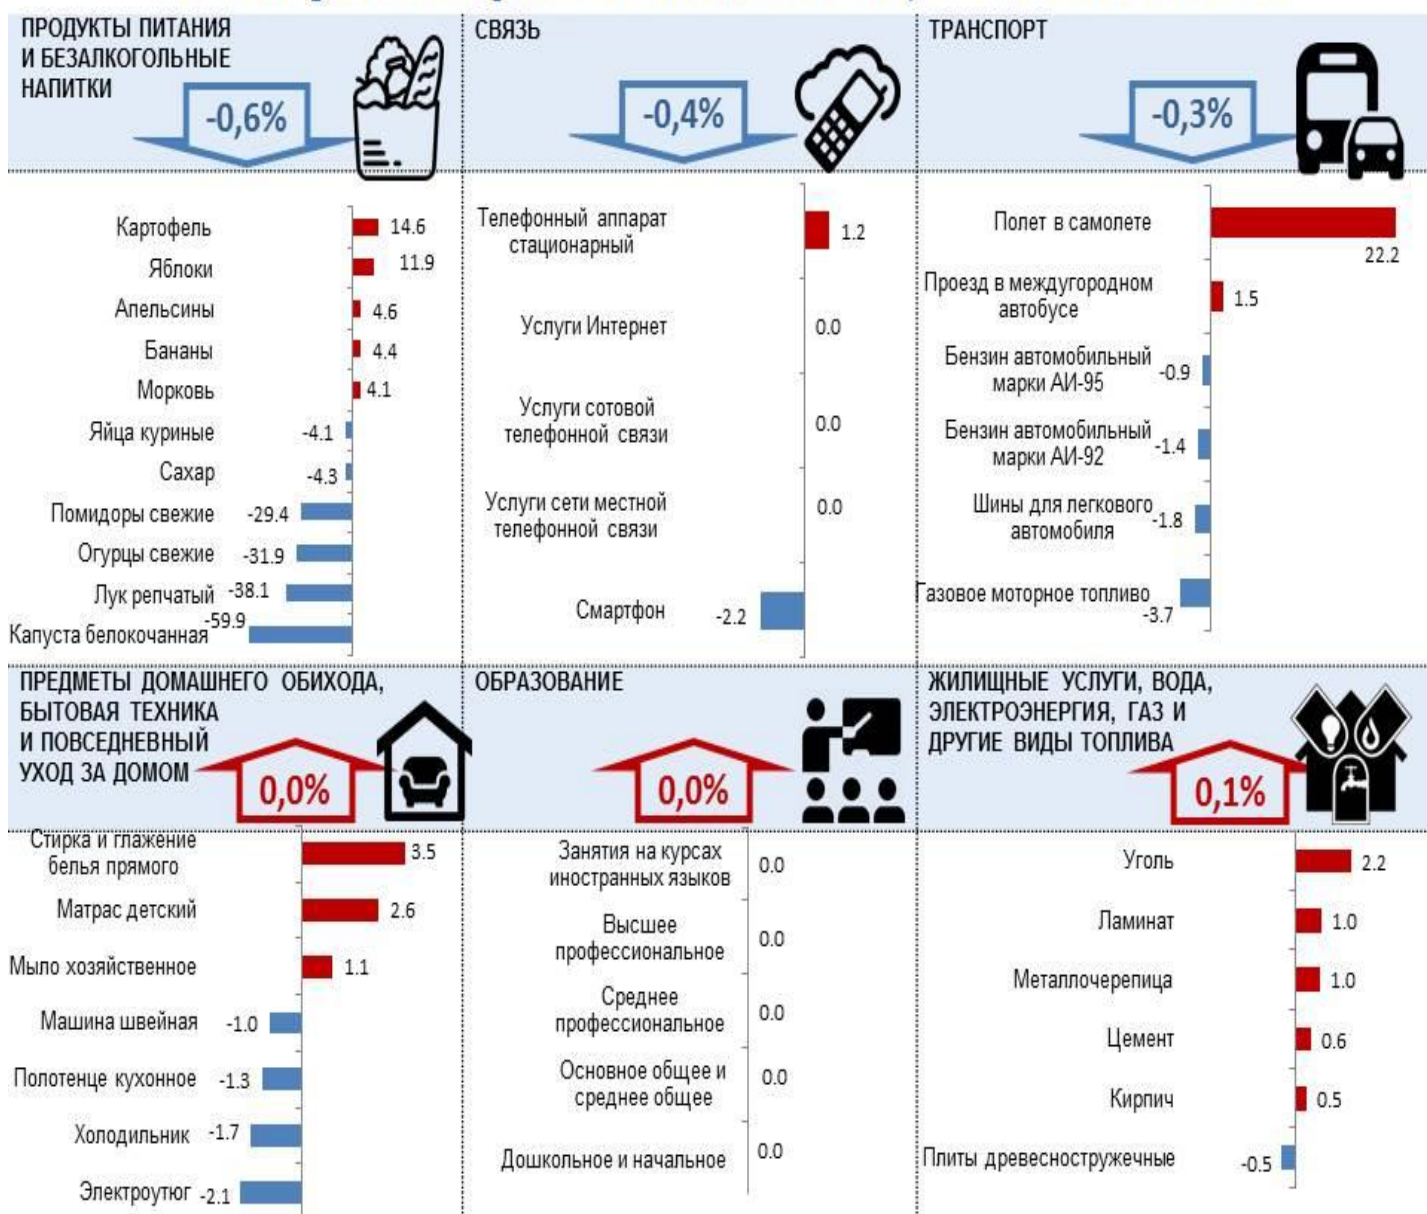 ПРОДУКТЫ ПИТАНИЯ
И БЕЗАЛКОГОЛЬНЫЕ
НАПИТКИ
-0,6%
Картофель 14.6
Яблоки 11.9
Апельсины 4.6
Бананы 4.4
Морковь 4.1
Яйца куриные -4.1
Сахар -4.3
Помидоры свежие -29.4
Огурцы свежие -31.9
Лук репчатый -38.1
Капуста белокочанная -59.9
СВЯЗЬ
-0,4%
Телефонный аппарат
стационарный 1.2
Услуги Интернет 0.0
Услуги сотовой
телефонной связи 0.0
Услуги сети местной
телефонной связи 0.0
Смартфон -2.2
ТРАНСПОРТ
-0,3%
Полет в самолете 22.2
Проезд в междугородном
автобусе 1.5
Бензин автомобильный
марки АИ-95 -0.9
Бензин автомобильный
марки АИ-92 -1.4
Шины для легкового
автомобиля -1.8
Газовое моторное топливо -3.7
ПРЕДМЕТЫ ДОМАШНЕГО ОБИХОДА,
БЫТОВАЯ ТЕХНИКА
И ПОВСЕДНЕВНЫЙ
УХОД ЗА ДОМОМ
0,0%
Стирка и глажение
белья прямого 3.5
Матрас детский 2.6
Мыло хозяйственное 1.1
Машина швейная -1.0
Полотенце кухонное -1.3
Холодильник -1.7
Электроутюг -2.1
ОБРАЗОВАНИЕ
0,0%
Занятия на курсах
иностранных языков 0.0
Высшее
профессиональное 0.0
Среднее
профессиональное 0.0
Основное общее и
среднее общее 0.0
Дошкольное и начальное 0.0
ЖИЛИЩНЫЕ УСЛУГИ, ВОДА,
ЭЛЕКТРОЭНЕРГИЯ, ГАЗ И
ДРУГИЕ ВИДЫ ТОПЛИВА
0,1%
Уголь 2.2
Ламинат 1.0
Металлочерепица 1.0
Цемент 0.6
Кирпич 0.5
Плиты древесностружечные -0.5